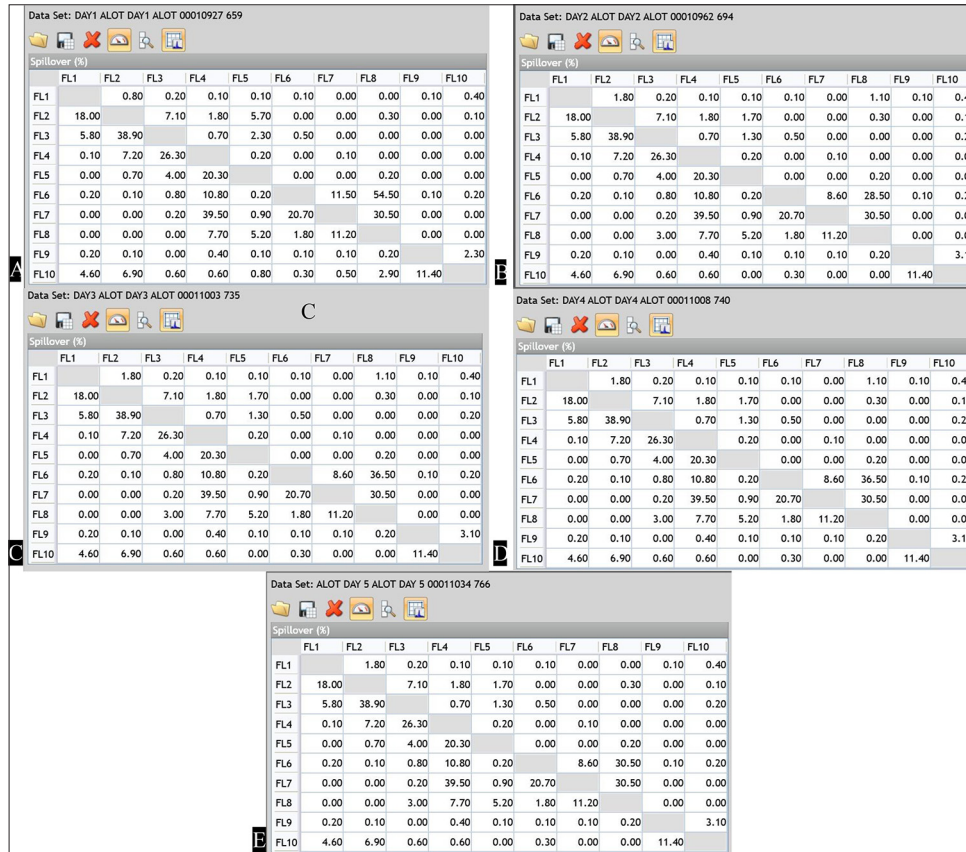 Data Set: DAY1 ALOT DAY1 ALOT 00010927 659
Spillover (%)
FL1 FL2 FL3 FL4 FL5 FL6 FL7 FL8 FL9 FL10
FL1 0.80 0.20 0.10 0.10 0.10 0.00 0.00 0.10 0.40
FL2 18.00 7.10 1.80 5.70 0.00 0.00 0.30 0.00 0.10
FL3 5.80 38.90 0.70 2.30 0.50 0.00 0.00 0.00 0.00
FL4 0.10 7.20 26.30 0.20 0.00 0.10 0.00 0.00 0.00
FL5 0.00 0.70 4.00 20.30 0.00 0.00 0.20 0.00 0.00
FL6 0.20 0.10 0.80 10.80 0.20 11.50 54.50 0.10 0.20
FL7 0.00 0.00 0.20 39.50 0.90 20.70 30.50 0.00 0.00
FL8 0.00 0.00 0.00 7.70 5.20 1.80 11.20 0.00 0.00
FL9 0.20 0.10 0.00 0.40 0.10 0.10 0.10 0.20 2.30
FL10 4.60 6.90 0.60 0.60 0.80 0.30 0.50 2.90 11.40
A
Data Set: DAY2 ALOT DAY2 ALOT 00010962 694
Spillover (%)
FL1 FL2 FL3 FL4 FL5 FL6 FL7 FL8 FL9 FL10
FL1 1.80 0.20 0.10 0.10 0.10 0.00 1.10 0.10
FL2 18.00 7.10 1.80 1.70 0.00 0.00 0.30 0.00
FL3 5.80 38.90 0.70 1.30 0.50 0.00 0.00 0.00
FL4 0.10 7.20 26.30 0.20 0.00 0.10 0.00 0.00
FL5 0.00 0.70 4.00 20.30 0.00 0.00 0.20 0.00
FL6 0.20 0.10 0.80 10.80 0.20 8.60 28.50 0.10
FL7 0.00 0.00 0.20 39.50 0.90 20.70 30.50 0.00
FL8 0.00 0.00 3.00 7.70 5.20 1.80 11.20 0.00
FL9 0.20 0.10 0.00 0.40 0.10 0.10 0.10 0.20
FL10 4.60 6.90 0.60 0.60 0.00 0.30 0.00 0.00 11.40
B
Data Set: DAY3 ALOT DAY3 ALOT 00011003 735
C
Spillover (%)
FL1 FL2 FL3 FL4 FL5 FL6 FL7 FL8 FL9 FL10
FL1 1.80 0.20 0.10 0.10 0.10 0.00 1.10 0.10 0.40
FL2 18.00 7.10 1.80 1.70 0.00 0.00 0.30 0.00 0.10
FL3 5.80 38.90 0.70 1.30 0.50 0.00 0.00 0.00 0.20
FL4 0.10 7.20 26.30 0.20 0.00 0.10 0.00 0.00 0.00
FL5 0.00 0.70 4.00 20.30 0.00 0.00 0.20 0.00 0.00
FL6 0.20 0.10 0.80 10.80 0.20 8.60 36.50 0.10 0.20
FL7 0.00 0.00 0.20 39.50 0.90 20.70 30.50 0.00 0.00
FL8 0.00 0.00 3.00 7.70 5.20 1.80 11.20 0.00 0.00
FL9 0.20 0.10 0.00 0.40 0.10 0.10 0.10 0.20 3.10
FL10 4.60 6.90 0.60 0.60 0.00 0.30 0.00 0.00 11.40
C
Data Set: DAY4 ALOT DAY4 ALOT 00011008 740
Spillover (%)
FL1 FL2 FL3 FL4 FL5 FL6 FL7 FL8 FL9 FL10
FL1 1.80 0.20 0.10 0.10 0.10 0.00 1.10 0.10
FL2 18.00 7.10 1.80 1.70 0.00 0.00 0.30 0.00
FL3 5.80 38.90 0.70 1.30 0.50 0.00 0.00 0.00
FL4 0.10 7.20 26.30 0.20 0.00 0.10 0.00 0.00
FL5 0.00 0.70 4.00 20.30 0.00 0.00 0.20 0.00
FL6 0.20 0.10 0.80 10.80 0.20 8.60 36.50 0.10
FL7 0.00 0.00 0.20 39.50 0.90 20.70 30.50 0.00
FL8 0.00 0.00 3.00 7.70 5.20 1.80 11.20 0.00
FL9 0.20 0.10 0.00 0.40 0.10 0.10 0.10 0.20
FL10 4.60 6.90 0.60 0.60 0.00 0.30 0.00 0.00 11.40
D
Data Set: ALOT DAY 5 ALOT DAY 5 00011034 766
Spillover (%)
FL1 FL2 FL3 FL4 FL5 FL6 FL7 FL8 FL9 FL10
FL1 1.80 0.20 0.10 0.10 0.10 0.00 0.00 0.10 0.40
FL2 18.00 7.10 1.80 1.70 0.00 0.00 0.30 0.00 0.10
FL3 5.80 38.90 0.70 1.30 0.50 0.00 0.00 0.00 0.20
FL4 0.10 7.20 26.30 0.20 0.00 0.10 0.00 0.00 0.00
FL5 0.00 0.70 4.00 20.30 0.00 0.00 0.20 0.00 0.00
FL6 0.20 0.10 0.80 10.80 0.20 8.60 30.50 0.10 0.20
FL7 0.00 0.00 0.20 39.50 0.90 20.70 30.50 0.00 0.00
FL8 0.00 0.00 3.00 7.70 5.20 1.80 11.20 0.00 0.00
FL9 0.20 0.10 0.00 0.40 0.10 0.10 0.10 0.20 3.10
FL10 4.60 6.90 0.60 0.60 0.00 0.30 0.00 0.00 11.40
E